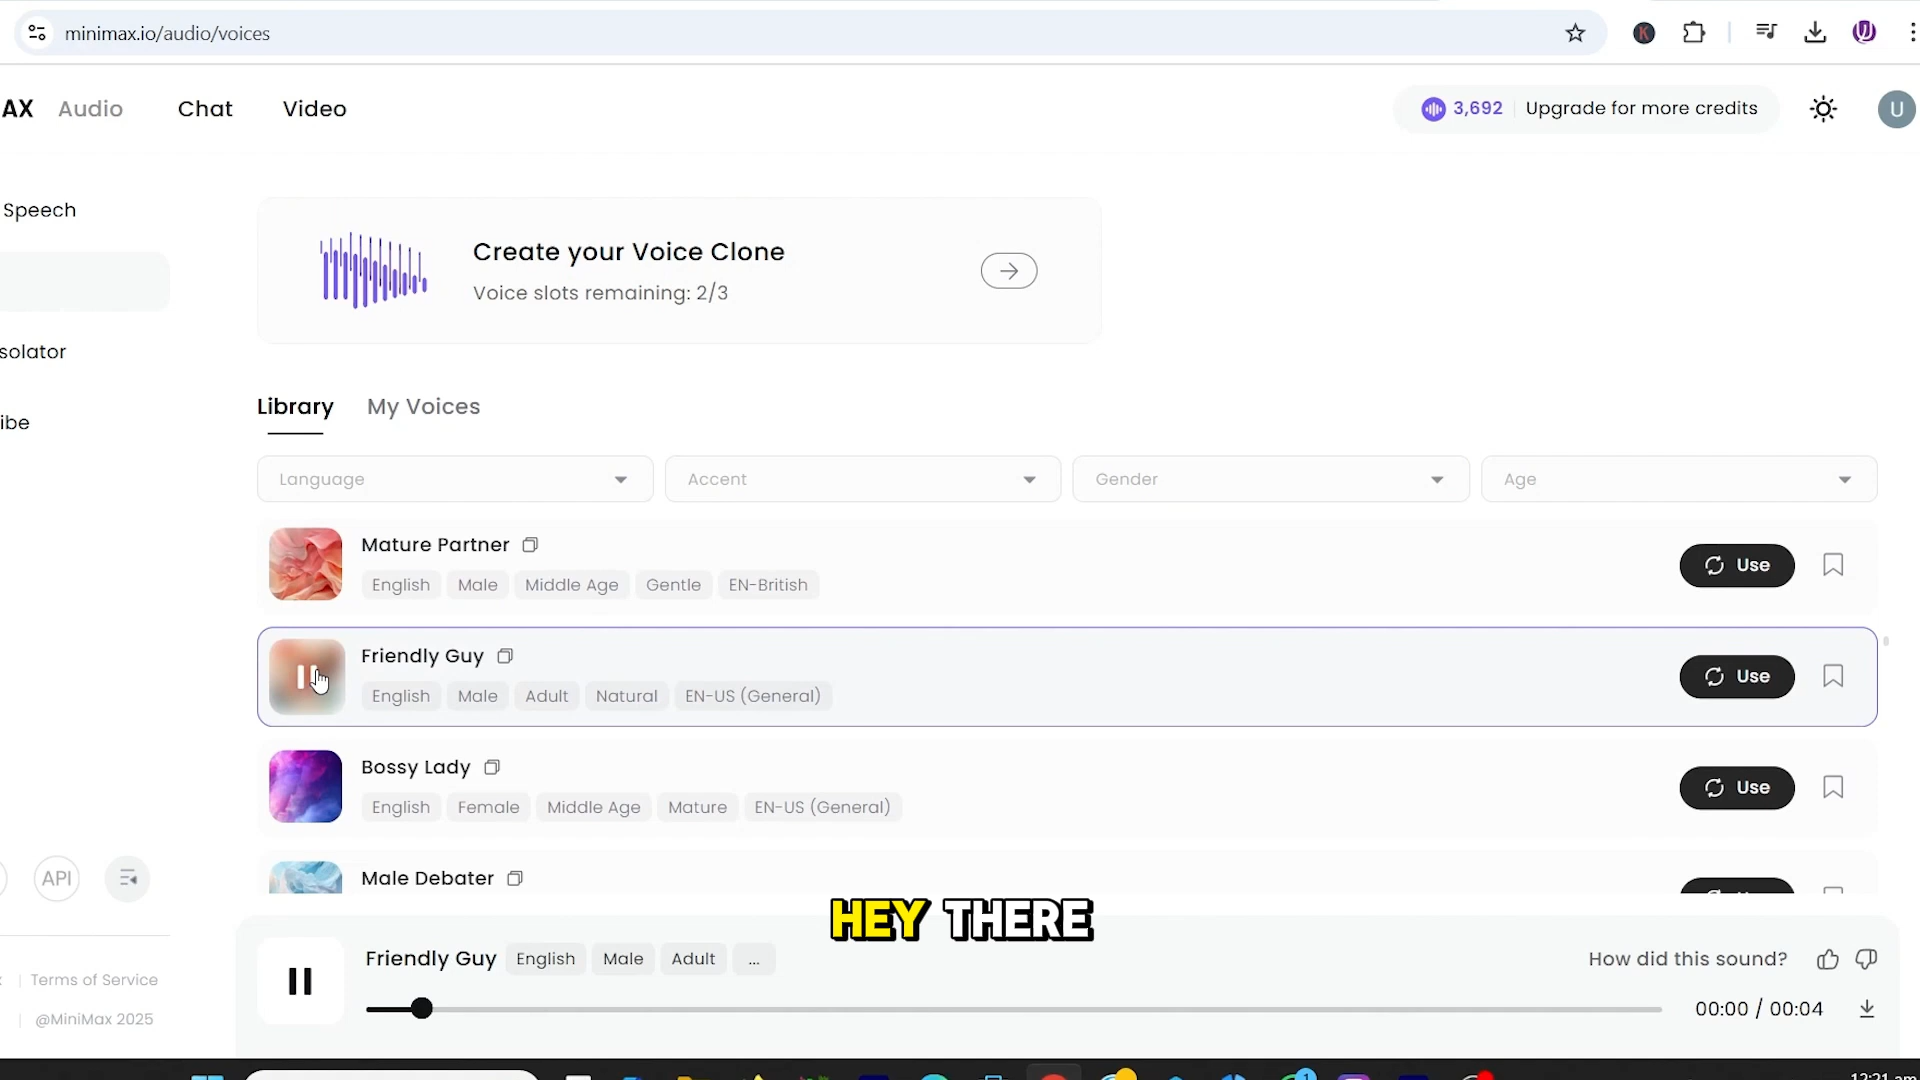 minimax.io/audio/voices
K
AX Audio Chat Video
3,692 Upgrade for more credits
U
Speech
Create your Voice Clone
Voice slots remaining: 2/3
solator
Library My Voices
ibe
Language Accent Gender Age
Mature Partner
English Male Middle Age Gentle EN-British
Use
Friendly Guy
English Male Adult Natural EN-US (General)
Use
Bossy Lady
English Female Middle Age Mature EN-US (General)
Use
Male Debater
API
HEY THERE
Friendly Guy English Male Adult ...
How did this sound?
00:00 / 00:04
Terms of Service
@MiniMax 2025
1
12:21 am